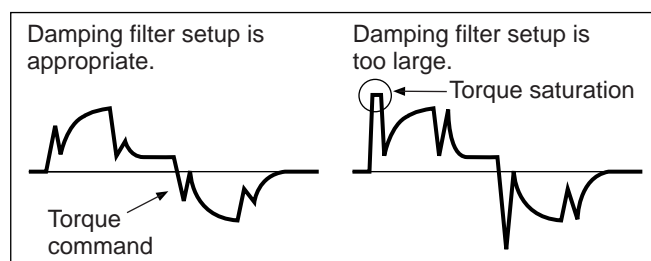 Damping filter setup is
appropriate.
Torque
command
Damping filter setup is
too large.
Torque saturation